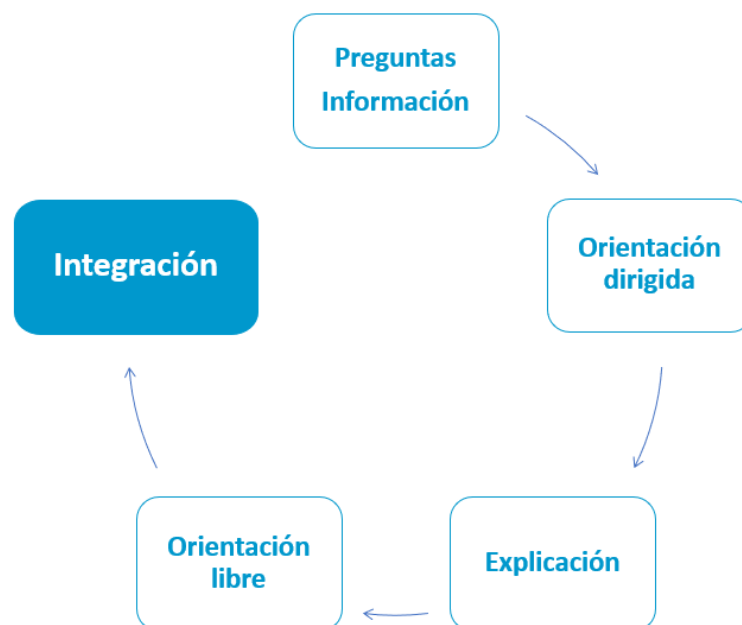 Preguntas
Información
Orientación
dirigida
Explicación
Orientación
libre
Integración